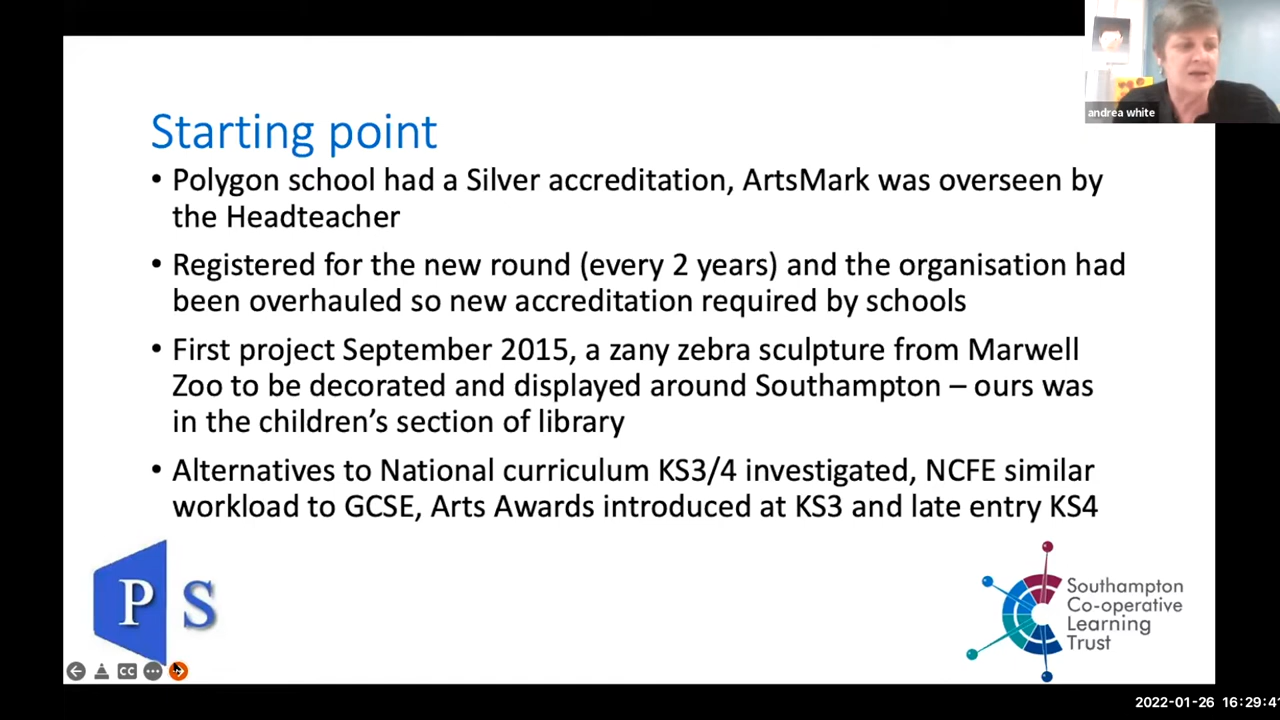 andrea white
Starting point
• Polygon school had a Silver accreditation, ArtsMark was overseen by
the Headteacher
• Registered for the new round (every 2 years) and the organisation had
been overhauled so new accreditation required by schools
• First project September 2015, a zany zebra sculpture from Marwell
Zoo to be decorated and displayed around Southampton – ours was
in the children’s section of library
• Alternatives to National curriculum KS3/4 investigated, NCFE similar
workload to GCSE, Arts Awards introduced at KS3 and late entry KS4
P S
Southampton
Co-operative
Learning
Trust
CC
2022-01-26 16:29:4